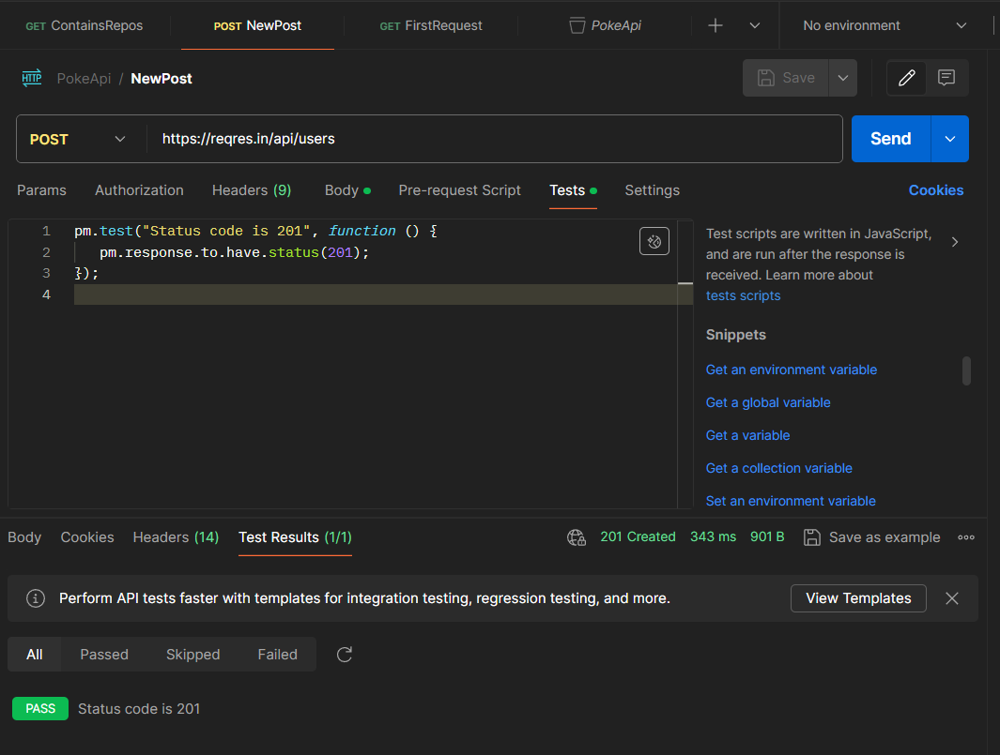 GET ContainsRepos
POST NewPost
GET FirstRequest
PokeApi
No environment
HTTP
PokeApi / NewPost
Save
POST
https://reqres.in/api/users
Send
Params
Authorization
Headers (9)
Body
Pre-request Script
Tests
Settings
Cookies
1 pm.test("Status code is 201", function () {
2 pm.response.to.have.status(201);
3 });
4
Test scripts are written in JavaScript,
and are run after the response is
received. Learn more about
tests scripts
Snippets
Get an environment variable
Get a global variable
Get a variable
Get a collection variable
Set an environment variable
Body
Cookies
Headers (14)
Test Results (1/1)
201 Created
343 ms
901 B
Save as example
Perform API tests faster with templates for integration testing, regression testing, and more.
View Templates
All
Passed
Skipped
Failed
PASS
Status code is 201